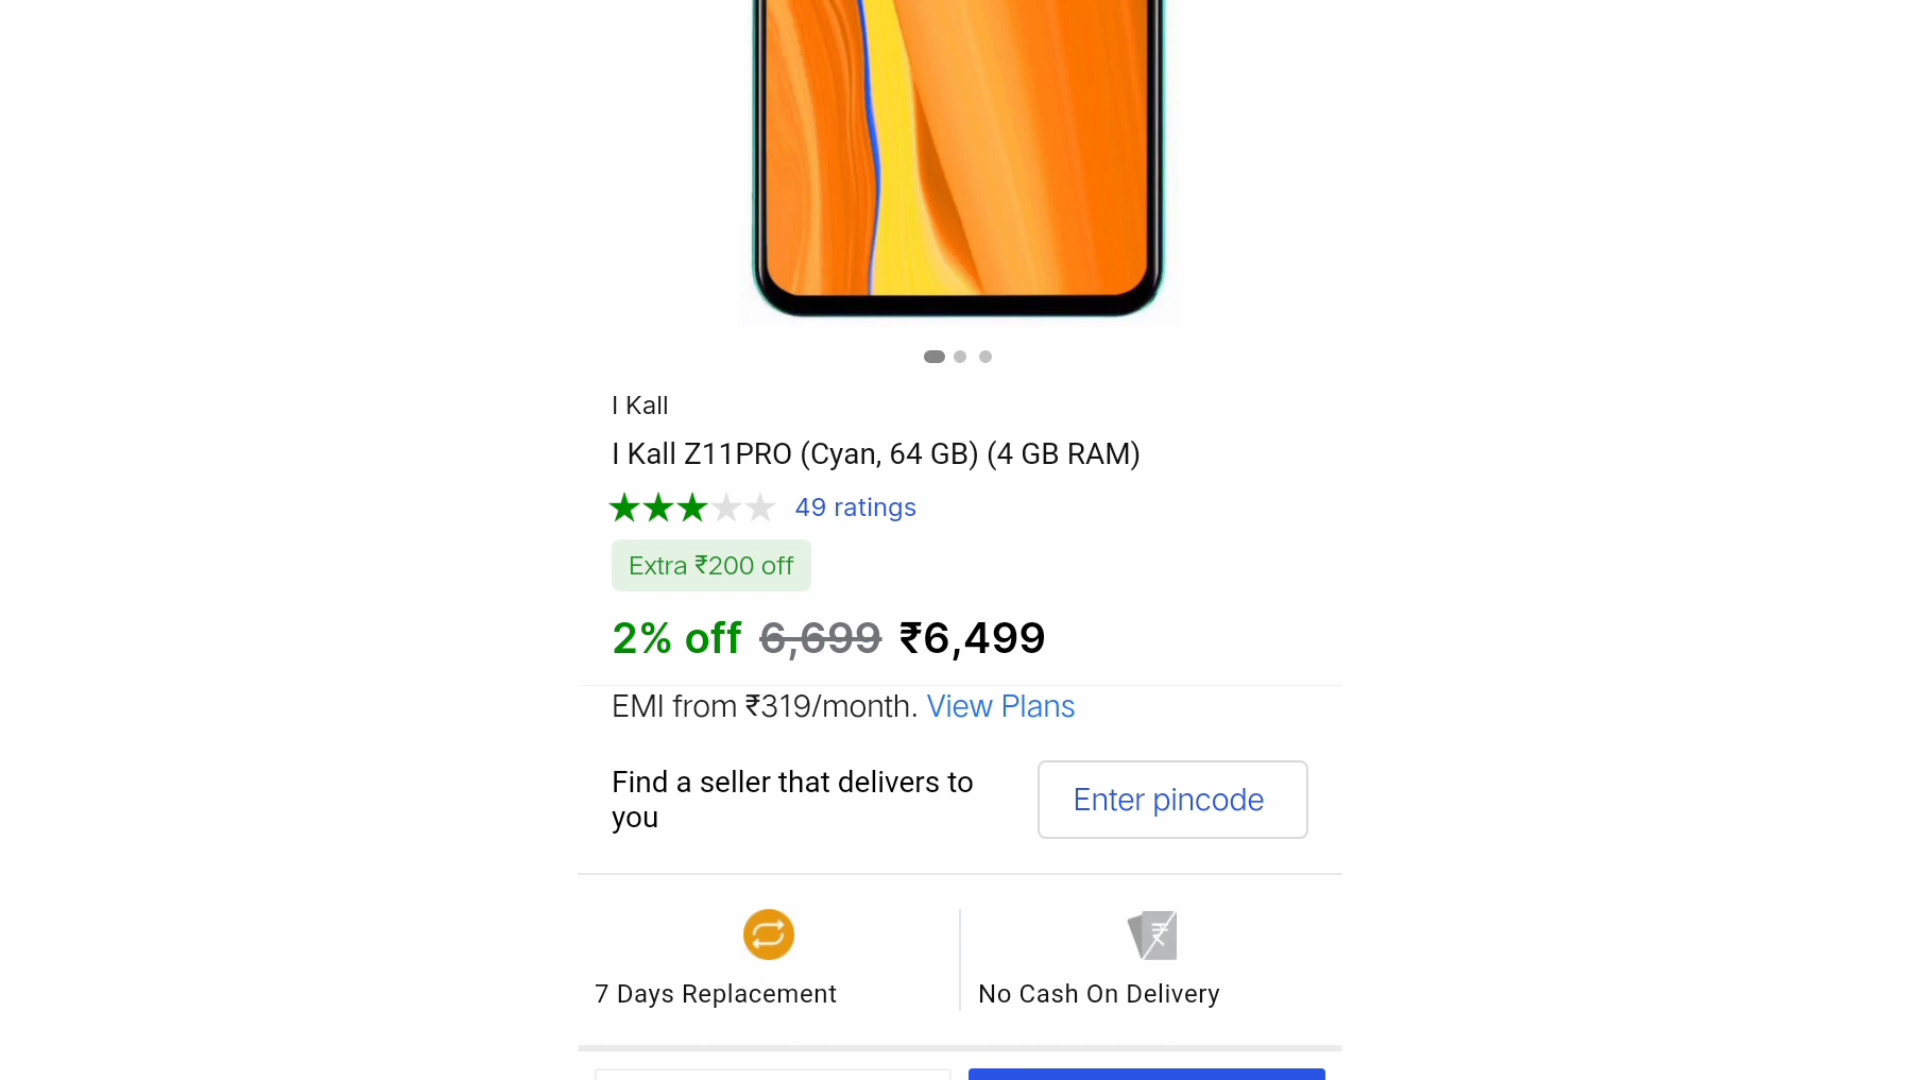 I Kall
I Kall Z11PRO (Cyan, 64 GB) (4 GB RAM)
49 ratings
Extra ₹200 off
2% off 6,699 ₹6,499
EMI from ₹319/month. View Plans
Find a seller that delivers to
you
Enter pincode
7 Days Replacement
No Cash On Delivery